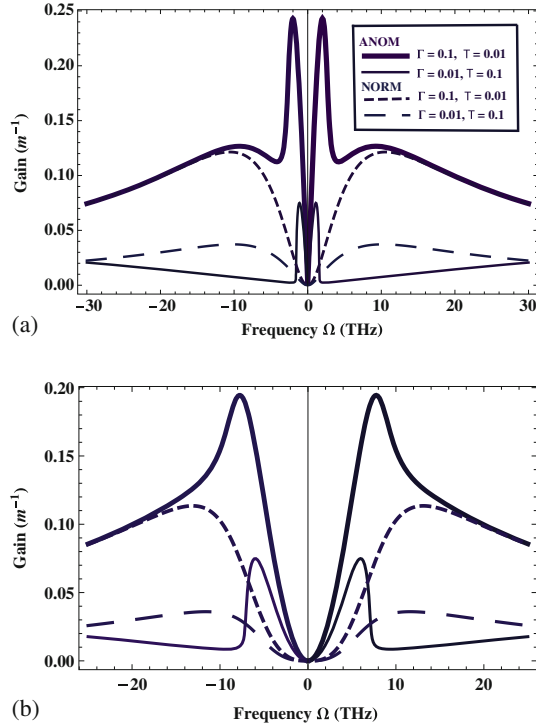 0.25
ANOM
Γ = 0.1, T = 0.01
0.20
Γ = 0.01, T = 0.1
NORM
Γ = 0.1, T = 0.01
0.15
Γ = 0.01, T = 0.1
Gain (m⁻¹)
0.10
0.05
0.00
−30 −20 −10 0 10 20 30
(a)
Frequency Ω (THz)
0.20
0.15
Gain (m⁻¹)
0.10
0.05
0.00
−20 −10 0 10 20
(b)
Frequency Ω (THz)